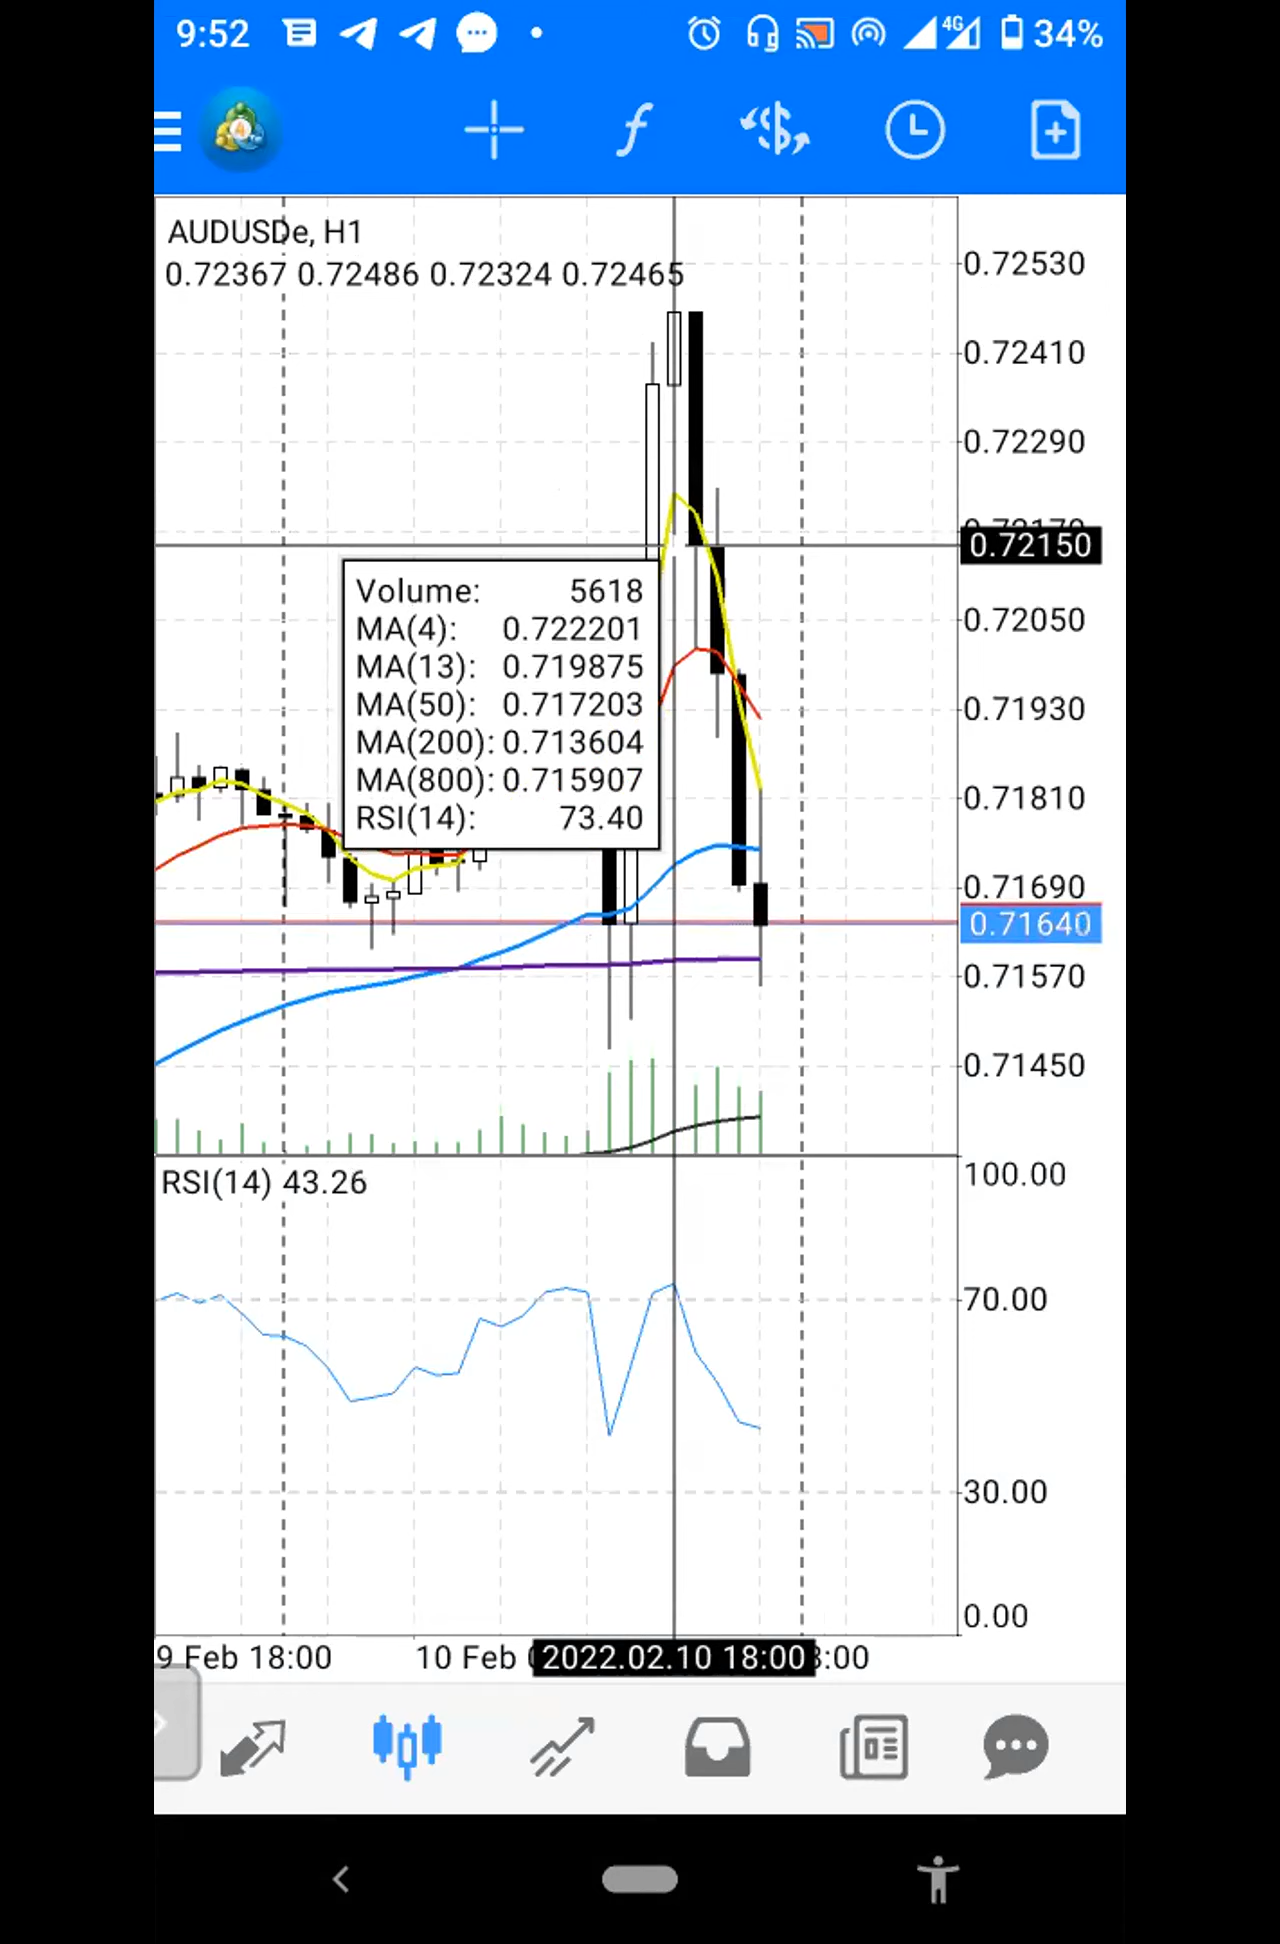 9:52 4G 34%
AUDUSDe, H1
0.72367 0.72486 0.72324 0.72465
0.72530
0.72410
0.72290
0.72150
0.72050
0.71930
0.71810
0.71690
0.71640
0.71570
0.71450
Volume: 5618
MA(4): 0.722201
MA(13): 0.719875
MA(50): 0.717203
MA(200): 0.713604
MA(800): 0.715907
RSI(14): 73.40
RSI(14) 43.26
100.00
70.00
30.00
0.00
9 Feb 18:00 10 Feb 2022.02.10 18:00 :00